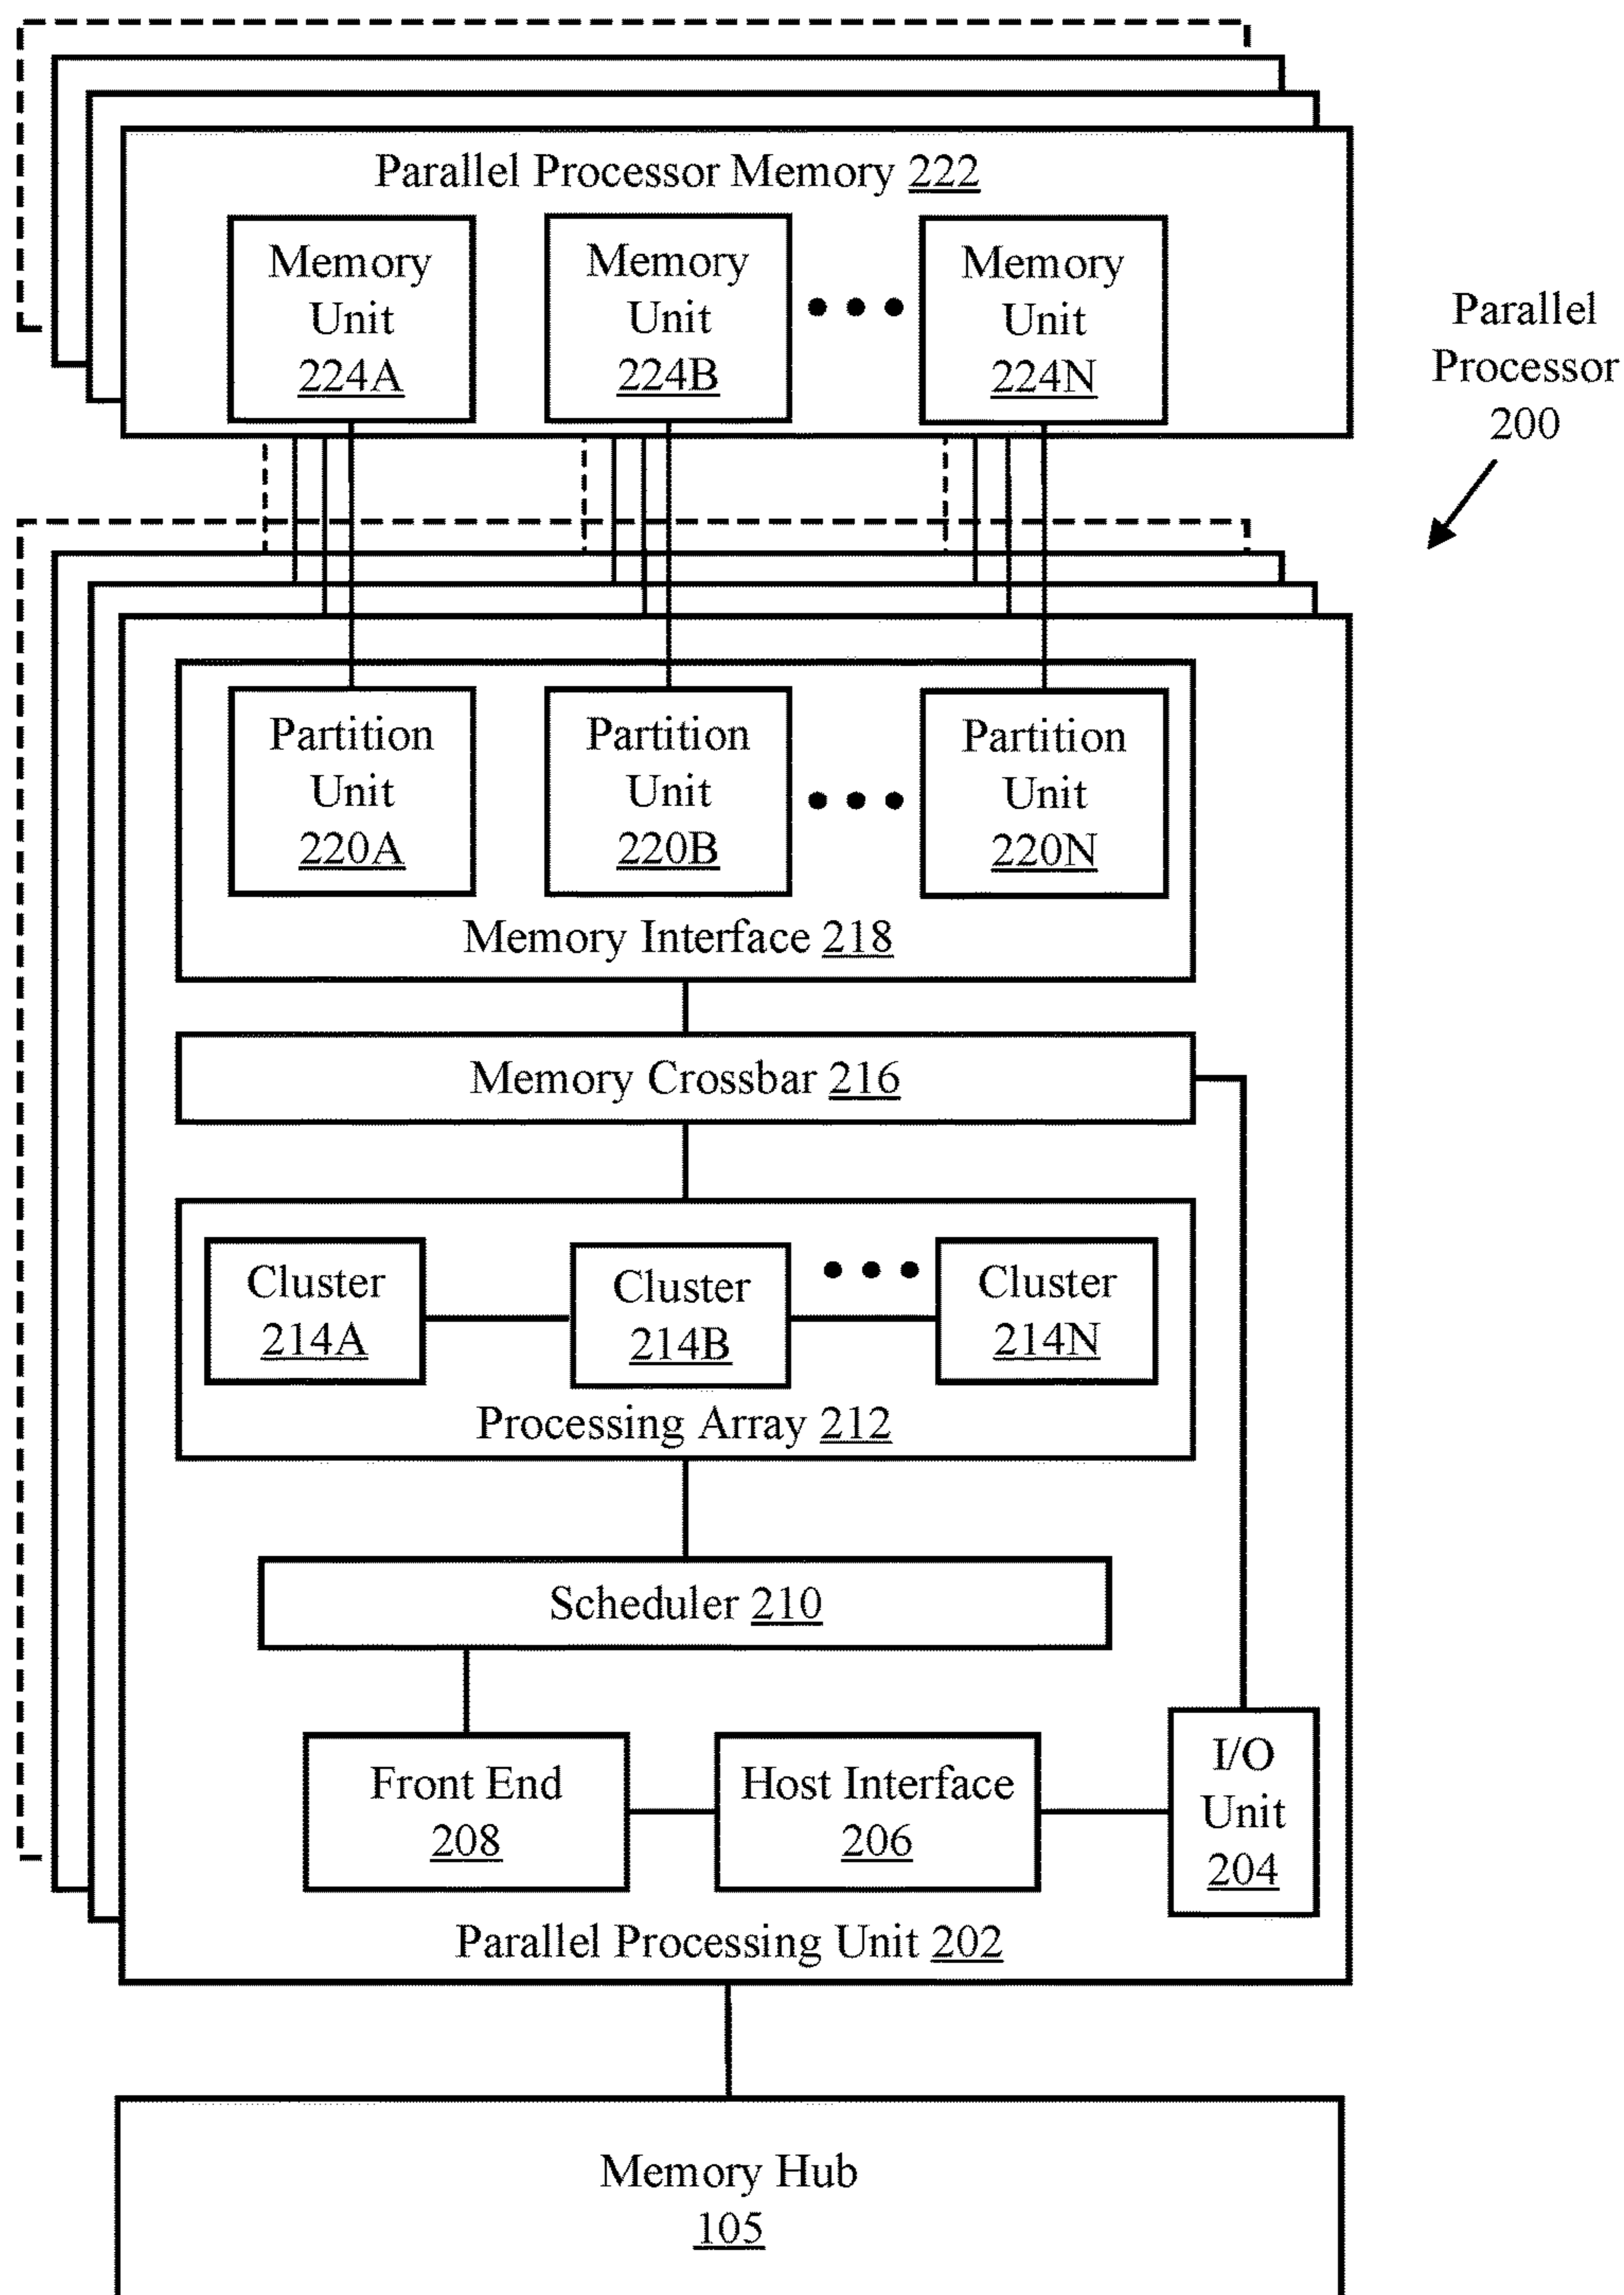 Parallel Processor Memory 222
Memory
Unit
224A
Memory
Unit
224B
Memory
Unit
224N
Parallel
Processor
200
Partition
Unit
220A
Partition
Unit
220B
Partition
Unit
220N
Memory Interface 218
Memory Crossbar 216
Cluster
214A
Cluster
214B
Cluster
214N
Processing Array 212
Scheduler 210
Front End
208
Host Interface
206
I/O
Unit
204
Parallel Processing Unit 202
Memory Hub
105